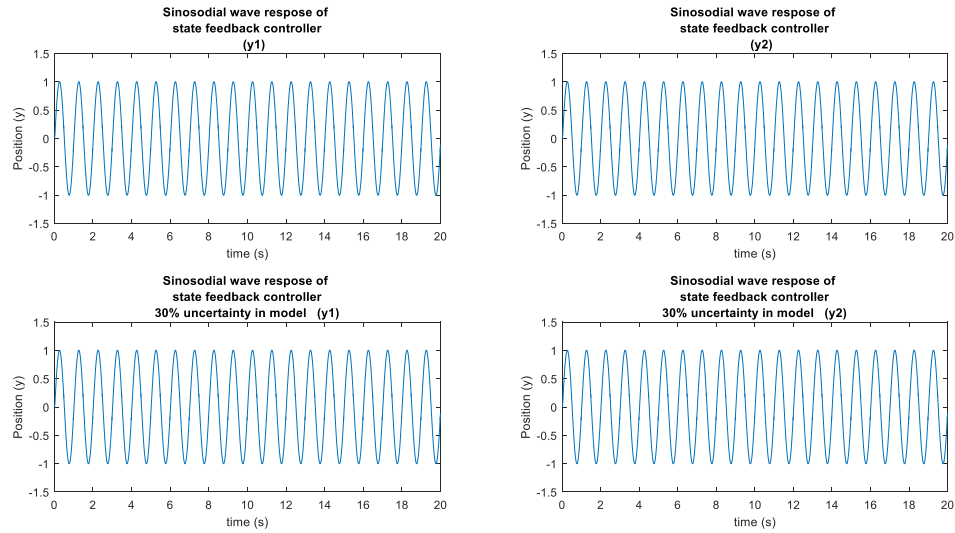 Sinosodial wave respose of
state feedback controller
(y1)
1.5
1
0.5
0
-0.5
-1
-1.5
Position (y)
0 2 4 6 8 10 12 14 16 18 20
time (s)
Sinosodial wave respose of
state feedback controller
(y2)
1.5
1
0.5
0
-0.5
-1
-1.5
Position (y)
0 2 4 6 8 10 12 14 16 18 20
time (s)
Sinosodial wave respose of
state feedback controller
30% uncertainty in model (y1)
1.5
1
0.5
0
-0.5
-1
-1.5
Position (y)
0 2 4 6 8 10 12 14 16 18 20
time (s)
Sinosodial wave respose of
state feedback controller
30% uncertainty in model (y2)
1.5
1
0.5
0
-0.5
-1
-1.5
Position (y)
0 2 4 6 8 10 12 14 16 18 20
time (s)